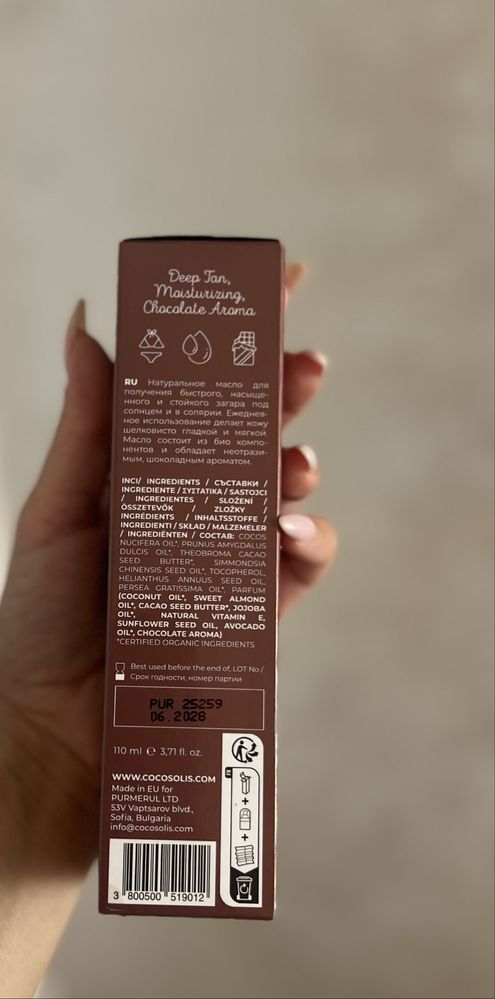 Deep Tan,
Moisturizing,
Chocolate Aroma
RU Натуральное масло для
получения быстрого, насыще-
нного и стойкого загара под
солнцем и в солярии. Ежеднев-
ное использование делает кожу
шелковисто гладкой и мягкой.
Масло состоит из био компо-
нентов и обладает неотрази-
мым, шоколадным ароматом.
INCI/ INGREDIENTS / СЪСТАВКИ /
INGREDIENTE / ΣΥΣΤΑΤΙΚΑ / SASTOJCI
/ INGREDIENTES / SLOŽENÍ /
ÖSSZETEVŐK / ZLOŽKY /
INGRÉDIENTS / INHALTSSTOFFE /
INGREDIENTI / SKŁAD / MALZEMELER
/ INGREDIËNTEN / СОСТАВ: COCOS
NUCIFERA OIL*, PRUNUS AMYGDALUS
DULCIS OIL*, THEOBROMA CACAO
SEED BUTTER*, SIMMONDSIA
CHINENSIS SEED OIL*, TOCOPHEROL,
HELIANTHUS ANNUUS SEED OIL,
PERSEA GRATISSIMA OIL*, PARFUM
(COCONUT OIL*, SWEET ALMOND
OIL*, CACAO SEED BUTTER*, JOJOBA
OIL*, NATURAL VITAMIN E,
SUNFLOWER SEED OIL, AVOCADO
OIL*, CHOCOLATE AROMA)
*CERTIFIED ORGANIC INGREDIENTS
Best used before the end of, LOT No./
Срок годности, номер партии
PUR 25259
06.2028
110 ml ℮ 3,71 fl. oz.
WWW.COCOSOLIS.COM
Made in EU for
PURMERUL LTD
53V Vaptsarov blvd.,
Sofia, Bulgaria
info@cocosolis.com
FR
+
+
3 800500 519012